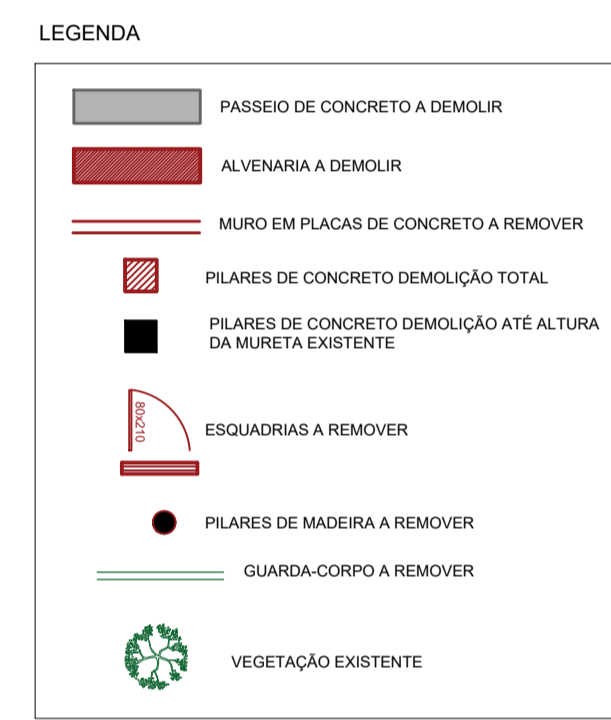 LEGENDA
PASSEIO DE CONCRETO A DEMOLIR
ALVENARIA A DEMOLIR
MURO EM PLACAS DE CONCRETO A REMOVER
PILARES DE CONCRETO DEMOLIÇÃO TOTAL
PILARES DE CONCRETO DEMOLIÇÃO ATÉ ALTURA
DA MURETA EXISTENTE
80x210
ESQUADRIAS A REMOVER
PILARES DE MADEIRA A REMOVER
GUARDA-CORPO A REMOVER
VEGETAÇÃO EXISTENTE